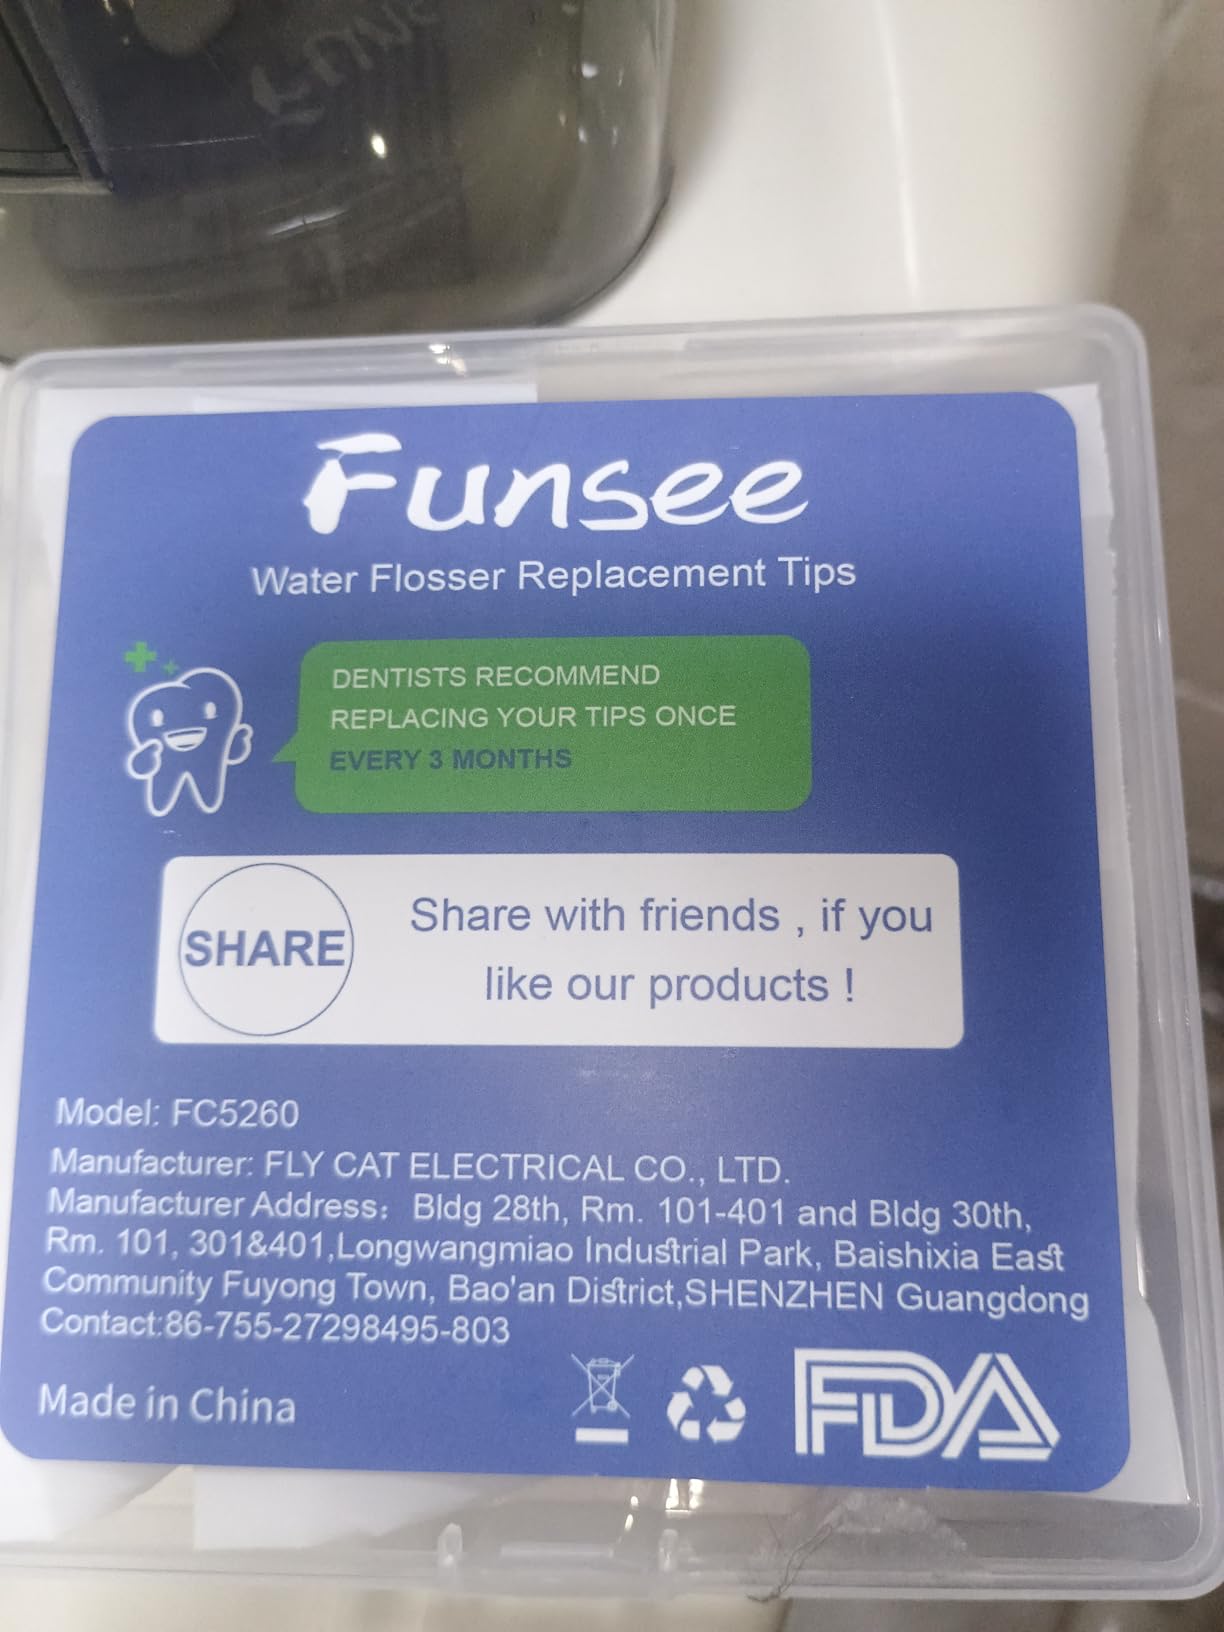 Funsee
Water Flosser Replacement Tips
DENTISTS RECOMMEND
REPLACING YOUR TIPS ONCE
EVERY 3 MONTHS
SHARE
Share with friends , if you
like our products !
Model: FC5260
Manufacturer: FLY CAT ELECTRICAL CO., LTD.
Manufacturer Address: Bldg 28th, Rm. 101-401 and Bldg 30th,
Rm. 101, 301&401,Longwangmiao Industrial Park, Baishixia East
Community Fuyong Town, Bao'an District,SHENZHEN Guangdong
Contact:86-755-27298495-803
Made in China
FDA